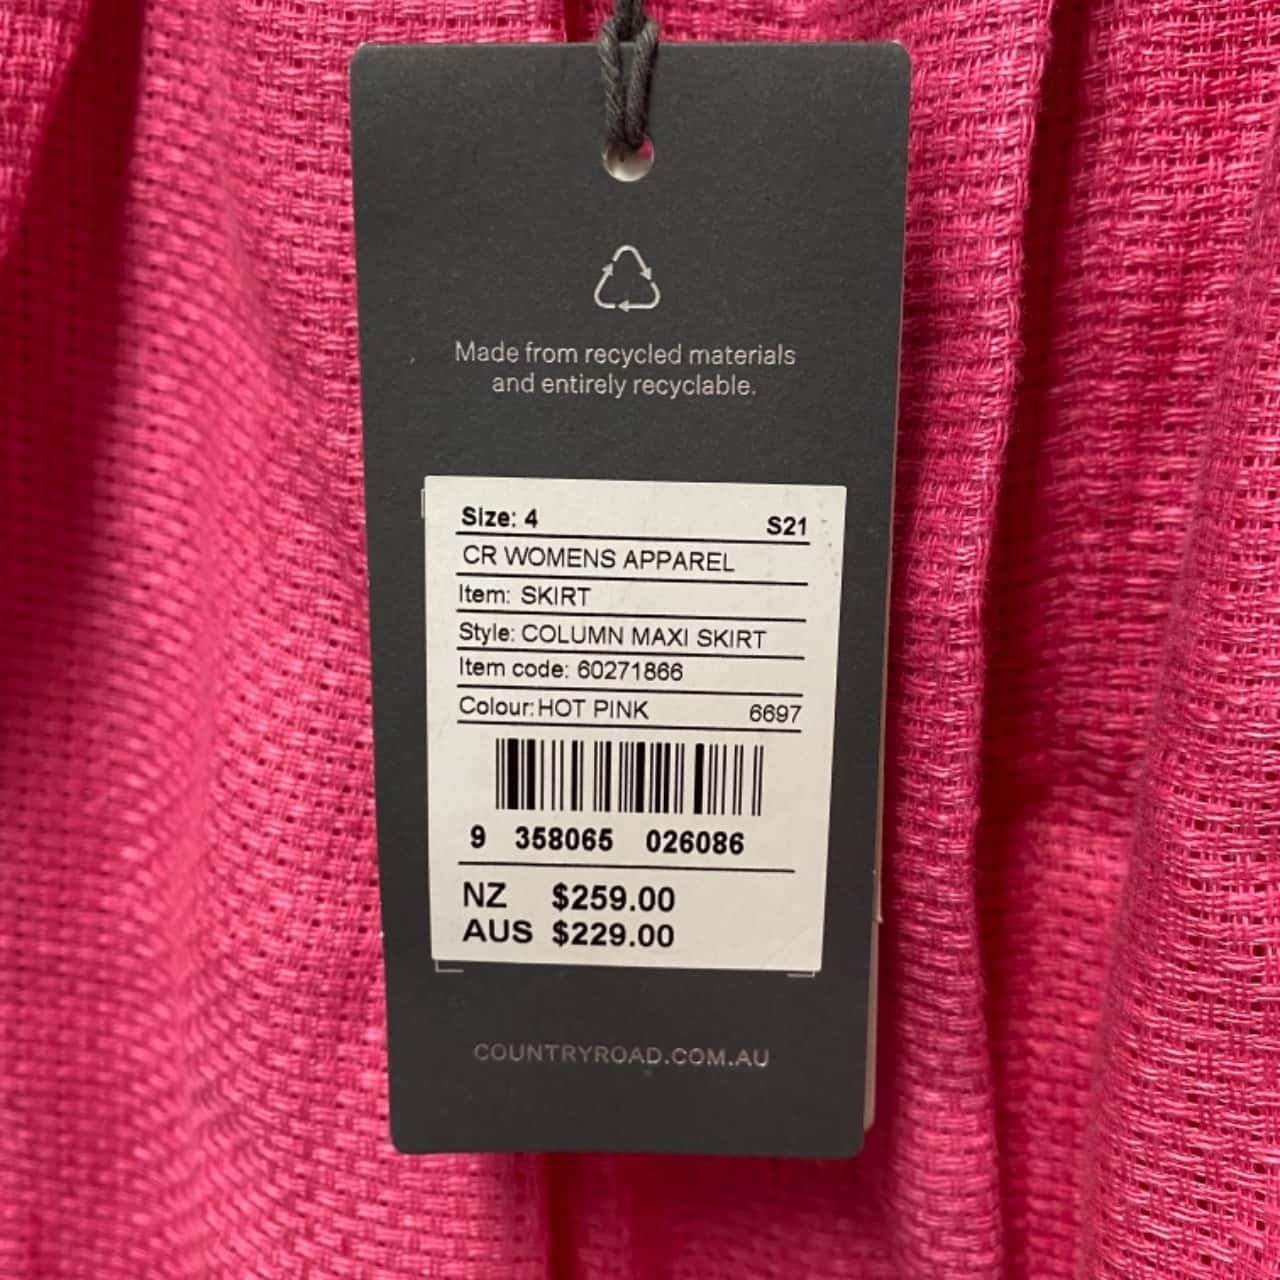 Made from recycled materials
and entirely recyclable.
Size: 4 S21
CR WOMENS APPAREL
Item: SKIRT
Style: COLUMN MAXI SKIRT
Item code: 60271866
Colour: HOT PINK 6697
9 358065 026086
NZ $259.00
AUS $229.00
COUNTRYROAD.COM.AU